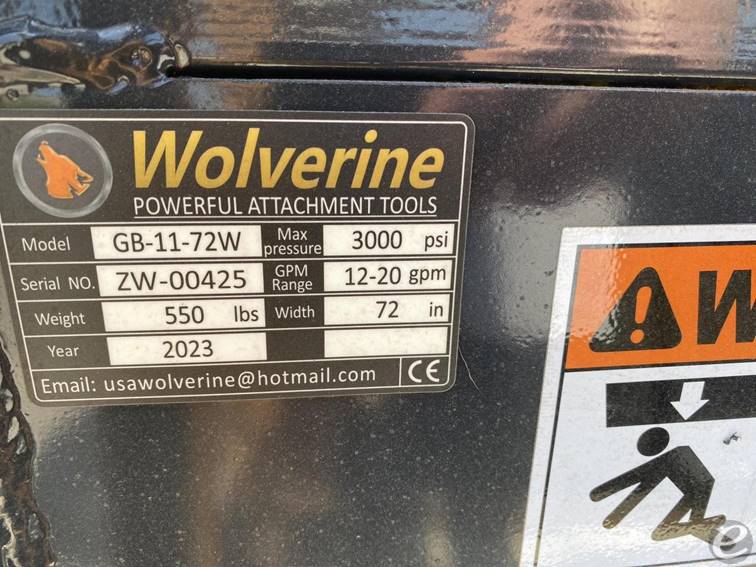 Wolverine
POWERFUL ATTACHMENT TOOLS
Model GB-11-72W Max pressure 3000 psi
Serial NO. ZW-00425 GPM Range 12-20 gpm
Weight 550 lbs Width 72 in
Year 2023
Email: usawolverine@hotmail.com CE
W
e